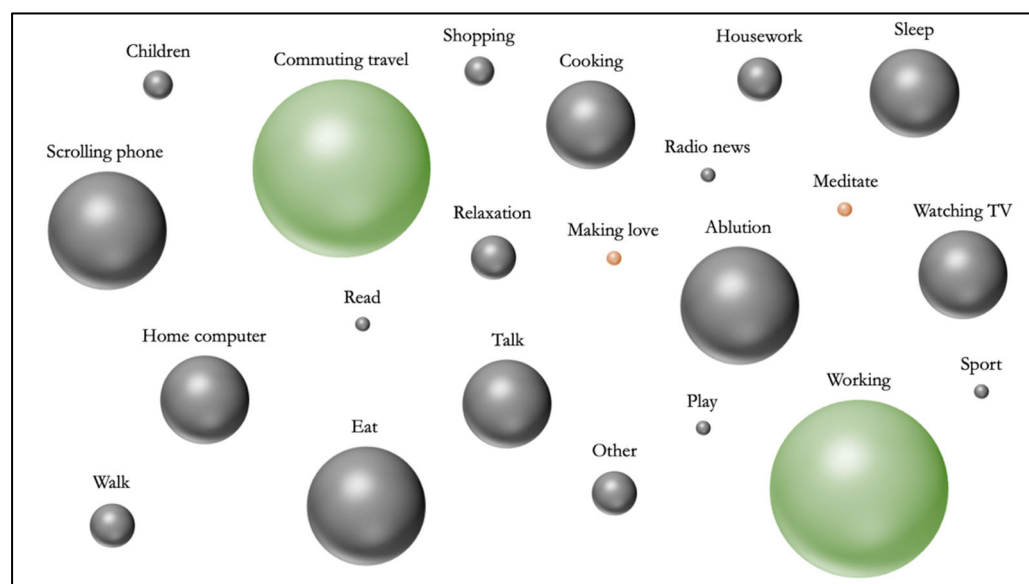 Children
Commuting travel
Shopping
Cooking
Housework
Sleep
Scrolling phone
Radio news
Meditate
Relaxation
Making love
Ablution
Watching TV
Read
Home computer
Talk
Working
Sport
Play
Eat
Other
Walk